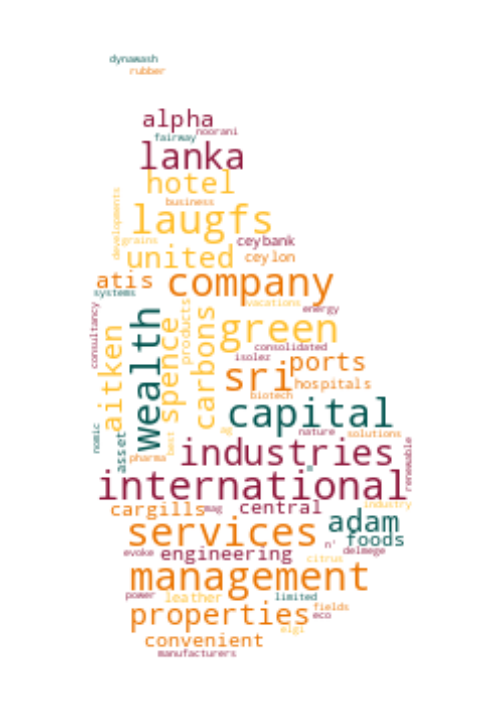 dynawash
rubber
alpha
noorani
fairway
lanka
hotel
business
developments
laugfs
grains
ceybank
united
ceylon
atis
company
systems
vacations
energy
consultancy
wealth
products
carbons
green
aitken
spence
consolidated
isolez
ports
sri
hospitals
biotech
capital
nomic
asset
best
ag
nature
solutions
industries
pharma
renewable
international
industry
cargills
mag
central
adam
services
foods
n'
delmege
evoke
engineering
citrus
management
power
leather
limited
fields
properties
eco
elgi
convenient
manufacturers